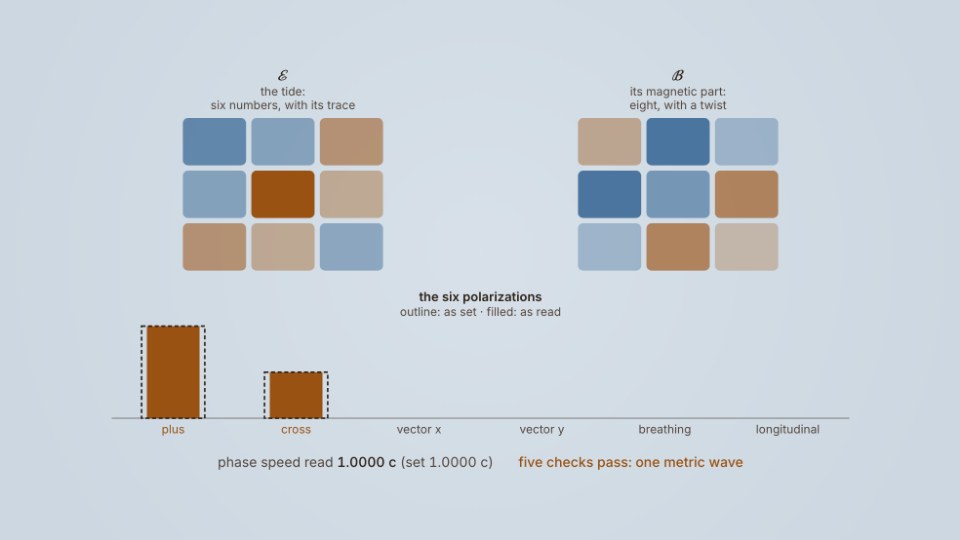 ℰ
the tide:
six numbers, with its trace
ℬ
its magnetic part:
eight, with a twist
the six polarizations
outline: as set · filled: as read
plus
cross
vector x
vector y
breathing
longitudinal
phase speed read 1.0000 c (set 1.0000 c)
five checks pass: one metric wave